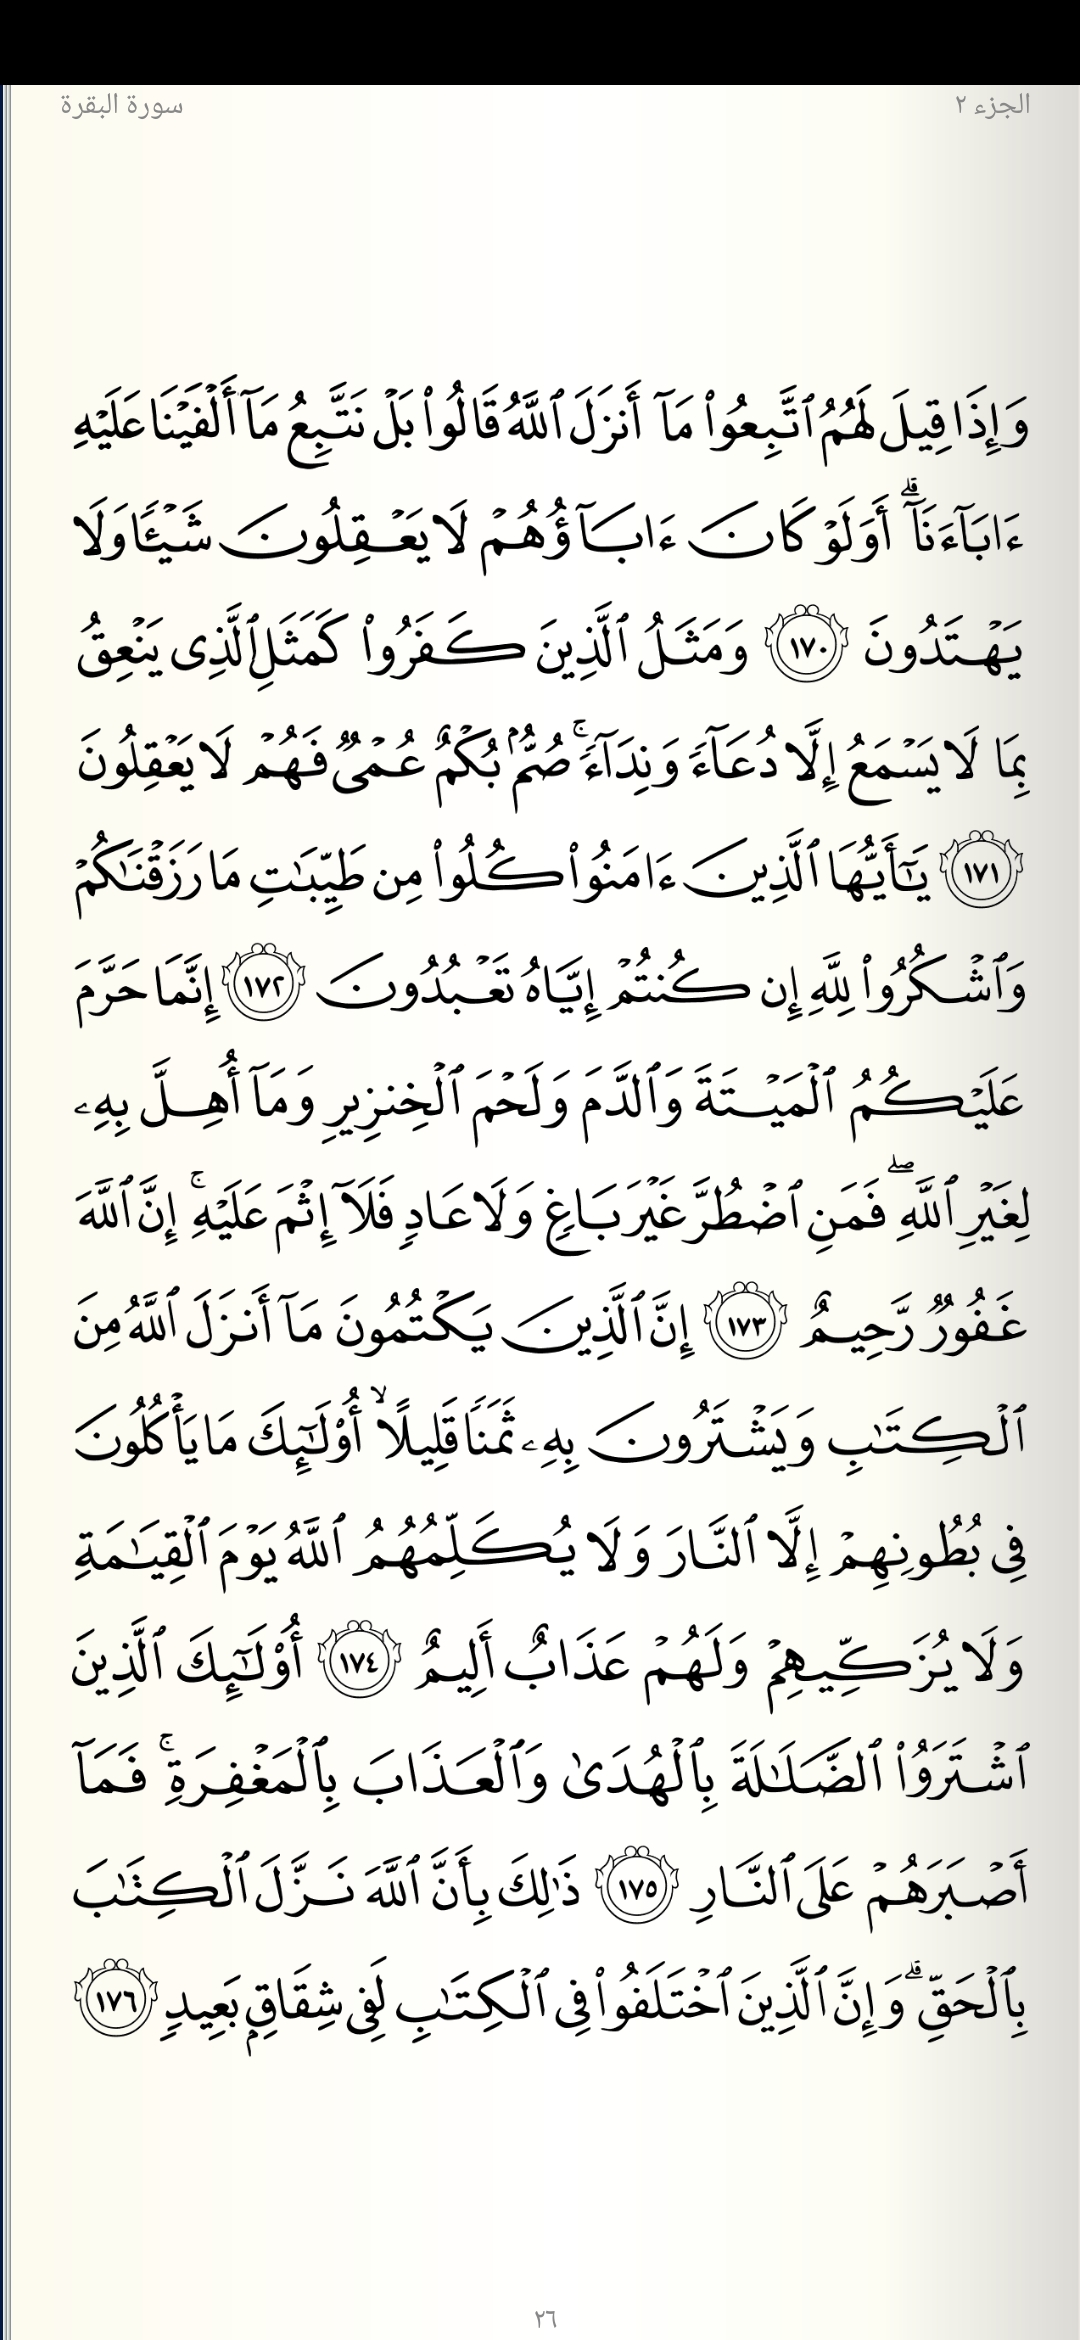 الجزء ٢
سورة البقرة
وَإِذَا قِيلَ لَهُمُ ٱتَّبِعُوا۟ مَآ أَنزَلَ ٱللَّهُ قَالُوا۟ بَلْ نَتَّبِعُ مَآ أَلْفَيْنَا عَلَيْهِ
ءَابَآءَنَآ ۗ أَوَلَوْ كَانَ ءَابَآؤُهُمْ لَا يَعْقِلُونَ شَيْـًٔا وَلَا
يَهْتَدُونَ ١٧٠ وَمَثَلُ ٱلَّذِينَ كَفَرُوا۟ كَمَثَلِ ٱلَّذِى يَنْعِقُ
بِمَا لَا يَسْمَعُ إِلَّا دُعَآءً وَنِدَآءً ۚ صُمٌّۢ بُكْمٌ عُمْىٌ فَهُمْ لَا يَعْقِلُونَ
١٧١ يَـٰٓأَيُّهَا ٱلَّذِينَ ءَامَنُوا۟ كُلُوا۟ مِن طَيِّبَـٰتِ مَا رَزَقْنَـٰكُمْ
وَٱشْكُرُوا۟ لِلَّهِ إِن كُنتُمْ إِيَّاهُ تَعْبُدُونَ ١٧٢ إِنَّمَا حَرَّمَ
عَلَيْكُمُ ٱلْمَيْتَةَ وَٱلدَّمَ وَلَحْمَ ٱلْخِنزِيرِ وَمَآ أُهِلَّ بِهِۦ
لِغَيْرِ ٱللَّهِ ۖ فَمَنِ ٱضْطُرَّ غَيْرَ بَاغٍ وَلَا عَادٍ فَلَآ إِثْمَ عَلَيْهِ ۚ إِنَّ ٱللَّهَ
غَفُورٌ رَّحِيمٌ ١٧٣ إِنَّ ٱلَّذِينَ يَكْتُمُونَ مَآ أَنزَلَ ٱللَّهُ مِنَ
ٱلْكِتَـٰبِ وَيَشْتَرُونَ بِهِۦ ثَمَنًا قَلِيلًا ۙ أُو۟لَـٰٓئِكَ مَا يَأْكُلُونَ
فِى بُطُونِهِمْ إِلَّا ٱلنَّارَ وَلَا يُكَلِّمُهُمُ ٱللَّهُ يَوْمَ ٱلْقِيَـٰمَةِ
وَلَا يُزَكِّيهِمْ وَلَهُمْ عَذَابٌ أَلِيمٌ ١٧٤ أُو۟لَـٰٓئِكَ ٱلَّذِينَ
ٱشْتَرَوُا۟ ٱلضَّلَـٰلَةَ بِٱلْهُدَىٰ وَٱلْعَذَابَ بِٱلْمَغْفِرَةِ ۚ فَمَآ
أَصْبَرَهُمْ عَلَى ٱلنَّارِ ١٧٥ ذَٰلِكَ بِأَنَّ ٱللَّهَ نَزَّلَ ٱلْكِتَـٰبَ
بِٱلْحَقِّ ۗ وَإِنَّ ٱلَّذِينَ ٱخْتَلَفُوا۟ فِى ٱلْكِتَـٰبِ لَفِى شِقَاقٍۭ بَعِيدٍ ١٧٦
٢٦